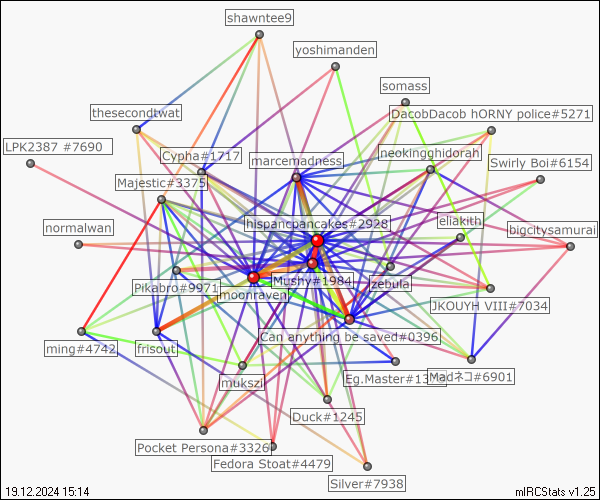 shawntee9
yoshimanden
somass
thesecondtwat
DacobDacob hORNY police#5271
LPK2387 #7690
Cypha#1717
marcemadness
neokingghidorah
Swirly Boi#6154
Majestic#3375
hispancpancakes#2928
eliakith
bigcitysamurai
normalwan
Pikabro#9971
Mushy#1984
zebula
moonraven
JKOUYH VIII#7034
Can anything be saved#0396
ming#4742
frisout
mukszi
Eg.Master#13
Madネコ#6901
Duck#1245
Pocket Persona#3326
Fedora Stoat#4479
Silver#7938
19.12.2024 15:14
mIRCStats v1.25